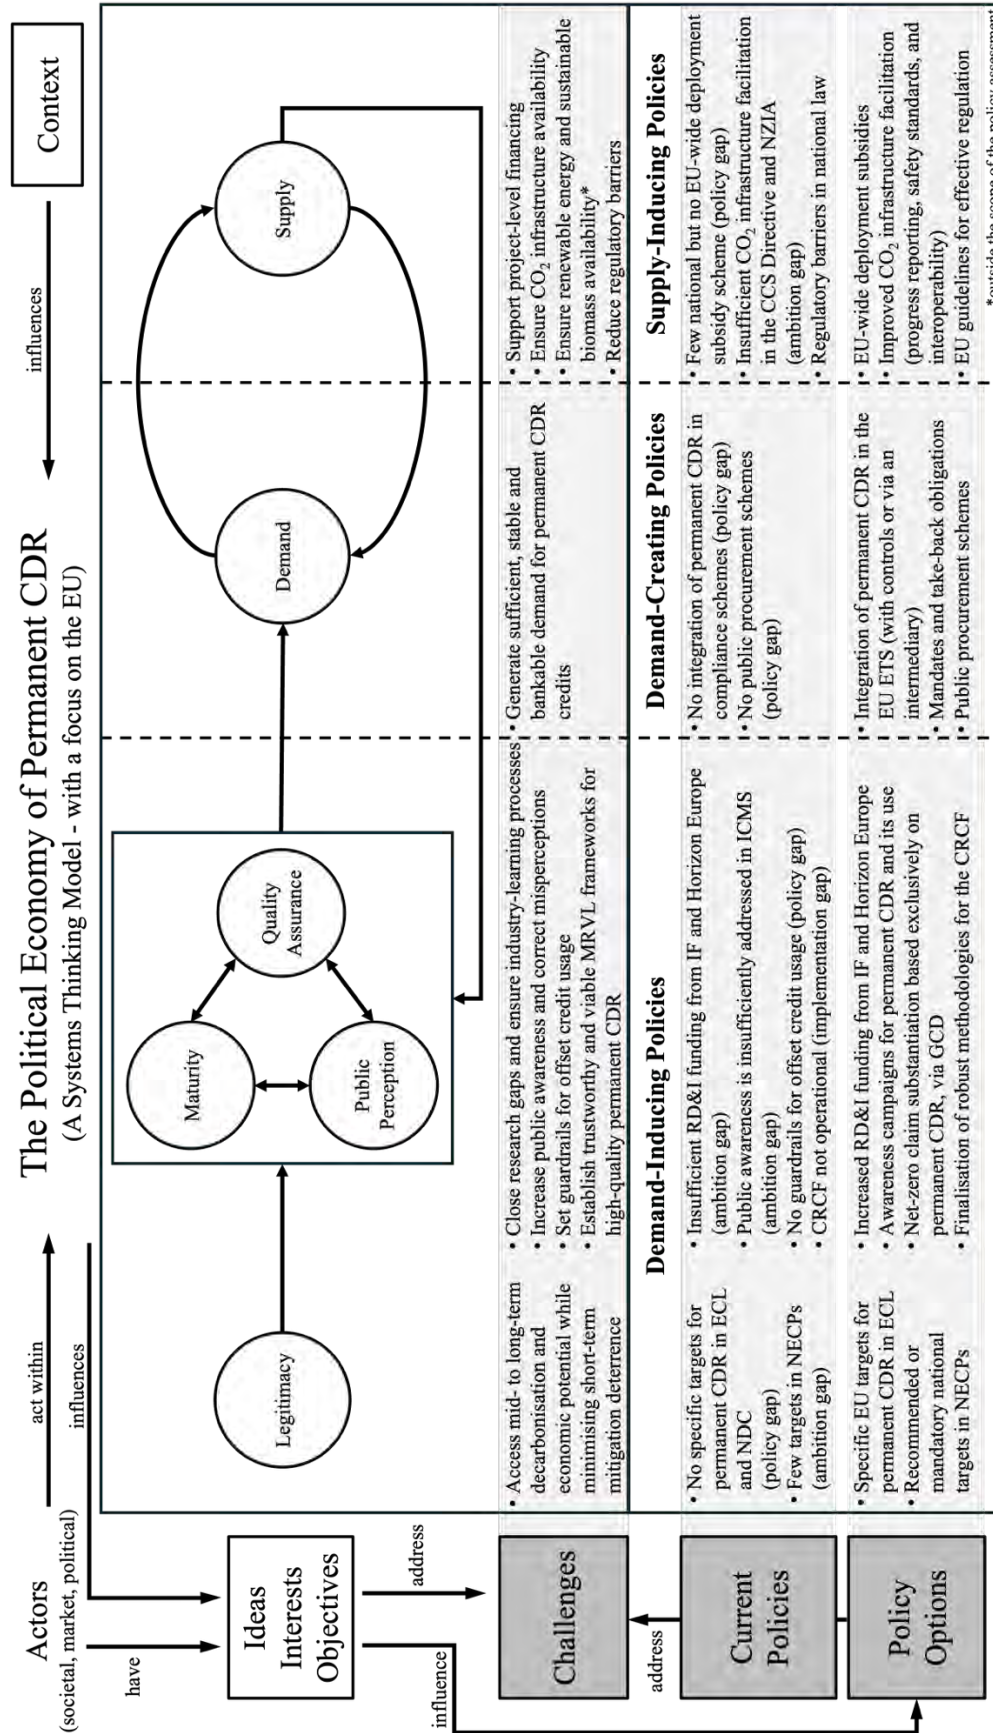 The Political Economy of Permanent CDR
(A Systems Thinking Model - with a focus on the EU)
Actors
(societal, market, political)
act within
influences
have
Context
influences
Ideas
Interests
Objectives
address
influence
Legitimacy
Maturity
Public
Perception
Quality
Assurance
Demand
Supply
Challenges
• Access mid- to long-term
decarbonisation and
economic potential while
minimising short-term
mitigation deterrence
• Close research gaps and ensure industry-learning processes
• Increase public awareness and correct misperceptions
• Set guardrails for offset credit usage
• Establish trustworthy and viable MRVL frameworks for
high-quality permanent CDR
• Generate sufficient, stable and
bankable demand for permanent CDR
credits
• Support project-level financing
• Ensure CO2 infrastructure availability
• Ensure renewable energy and sustainable
biomass availability*
• Reduce regulatory barriers
address
Demand-Inducing Policies
Demand-Creating Policies
Supply-Inducing Policies
Current
Policies
• No specific targets for
permanent CDR in ECL
and NDC
(policy gap)
• Few targets in NECPs
(ambition gap)
• Insufficient RD&I funding from IF and Horizon Europe
(ambition gap)
• Public awareness is insufficiently addressed in ICMS
(ambition gap)
• No guardrails for offset credit usage (policy gap)
• CRCF not operational (implementation gap)
• No integration of permanent CDR in
compliance schemes (policy gap)
• No public procurement schemes
(policy gap)
• Few national but no EU-wide deployment
subsidy scheme (policy gap)
• Insufficient CO2 infrastructure facilitation
in the CCS Directive and NZIA
(ambition gap)
• Regulatory barriers in national law
Policy
Options
• Specific EU targets for
permanent CDR in ECL
• Recommended or
mandatory national
targets in NECPs
• Increased RD&I funding from IF and Horizon Europe
• Awareness campaigns for permanent CDR and its use
• Net-zero claim substantiation based exclusively on
permanent CDR, via GCD
• Finalisation of robust methodologies for the CRCF
• Integration of permanent CDR in the
EU ETS (with controls or via an
intermediary)
• Mandates and take-back obligations
• Public procurement schemes
• EU-wide deployment subsidies
• Improved CO2 infrastructure facilitation
(progress reporting, safety standards, and
interoperability)
• EU guidelines for effective regulation
*outside the scope of the policy assessment